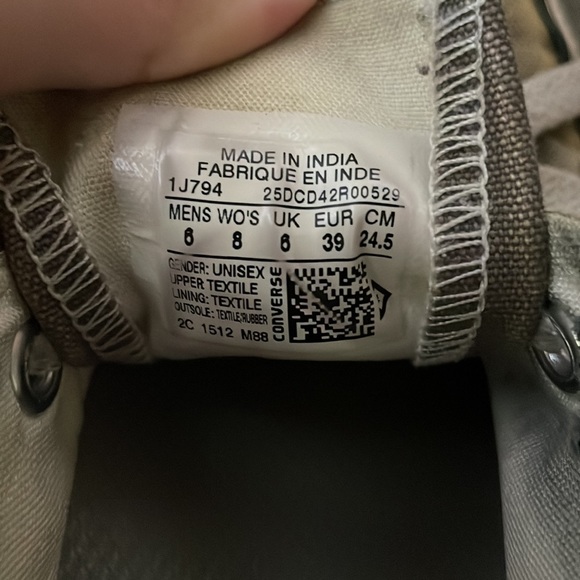 MADE IN INDIA
FABRIQUE EN INDE
1J794 25DCD42R00529
MENS WO'S UK EUR CM
6 8 6 39 24.5
GENDER: UNISEX
UPPER TEXTILE
LINING: TEXTILE
OUTSOLE: TEXTILE/RUBBER
2C 1512 M88
CONVERSE